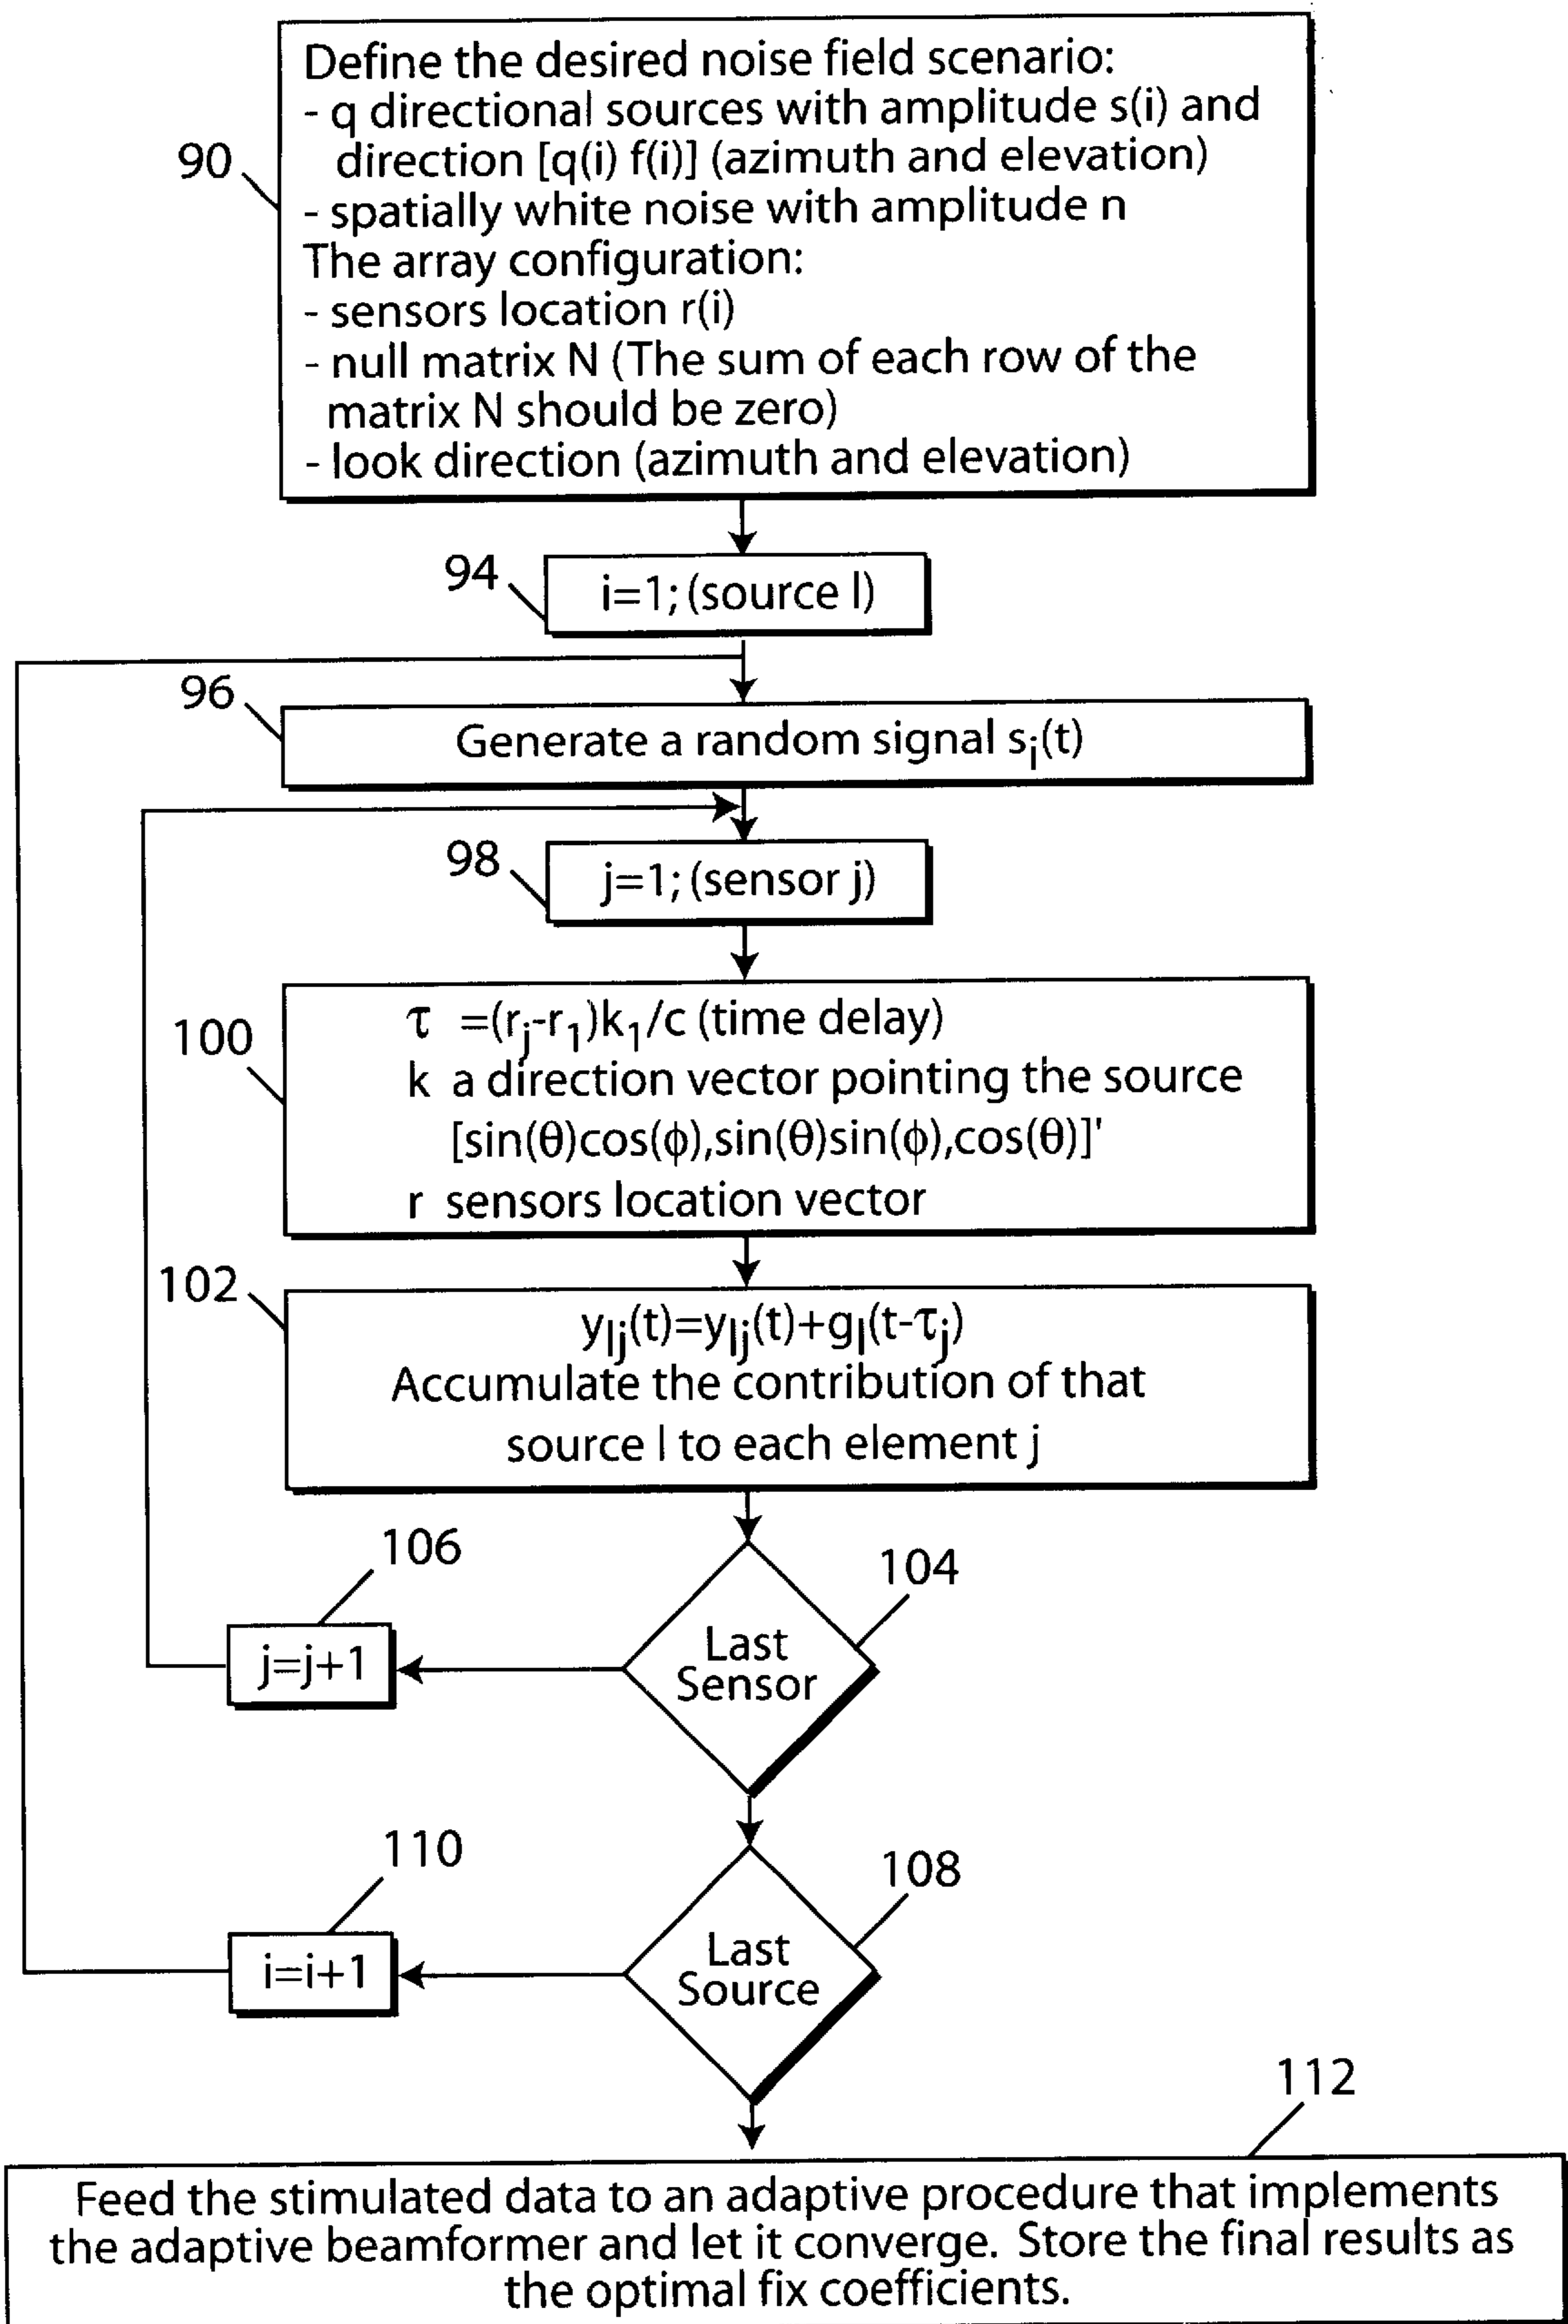 Define the desired noise field scenario:
- q directional sources with amplitude s(i) and
direction [q(i) f(i)] (azimuth and elevation)
- spatially white noise with amplitude n
The array configuration:
- sensors location r(i)
- null matrix N (The sum of each row of the
matrix N should be zero)
- look direction (azimuth and elevation)
90
94
i=1; (source l)
96
Generate a random signal si(t)
98
j=1; (sensor j)
100
τ =(rj-r1)k1/c (time delay)
k a direction vector pointing the source
[sin(θ)cos(ϕ),sin(θ)sin(ϕ),cos(θ)]'
r sensors location vector
102
ylj(t)=ylj(t)+gl(t-τj)
Accumulate the contribution of that
source l to each element j
106
104
j=j+1
Last
Sensor
110
108
i=i+1
Last
Source
112
Feed the stimulated data to an adaptive procedure that implements
the adaptive beamformer and let it converge. Store the final results as
the optimal fix coefficients.